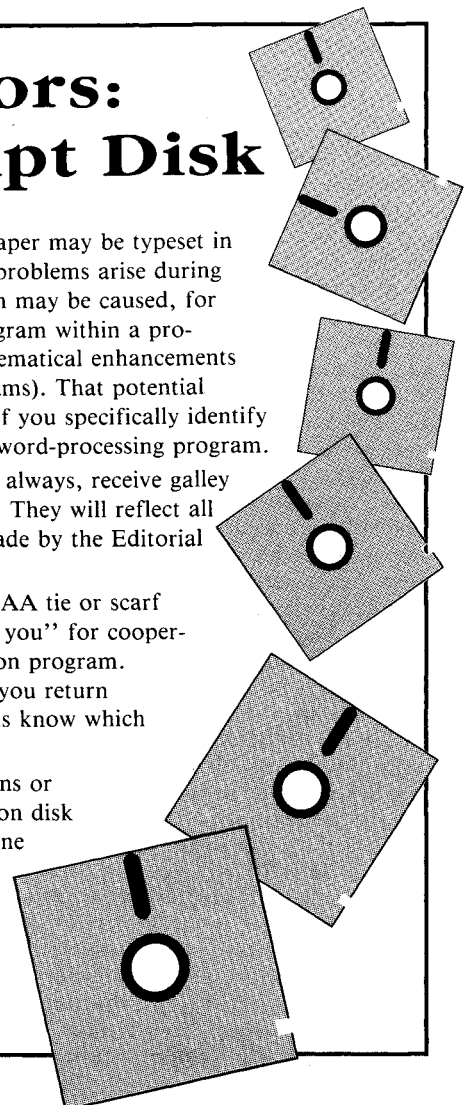 ors:
pt Disk
aper may be typeset in
problems arise during
n may be caused, for
gram within a pro-
ematical enhancements
ams). That potential
f you specifically identify
word-processing program.
always, receive galley
They will reflect all
ade by the Editorial
AA tie or scarf
you’’ for cooper-
on program.
you return
s know which
ns or
on disk
ne